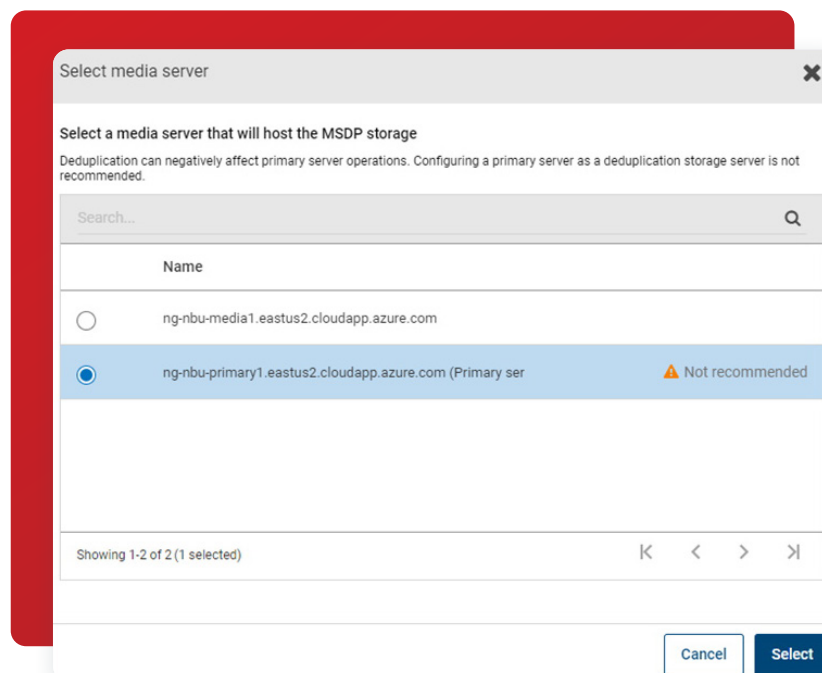 Select media server
Select a media server that will host the MSDP storage
Deduplication can negatively affect primary server operations. Configuring a primary server as a deduplication storage server is not
recommended.
Search...
Name
ng-nbu-media1.eastus2.cloudapp.azure.com
ng-nbu-primary1.eastus2.cloudapp.azure.com (Primary ser Not recommended
Showing 1-2 of 2 (1 selected)
Cancel Select